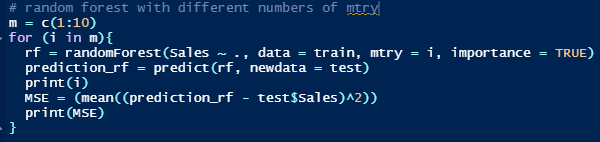 # random forest with different numbers of mtry
m = c(1:10)
for (i in m){
  rf = randomForest(Sales ~ ., data = train, mtry = i, importance = TRUE)
  prediction_rf = predict(rf, newdata = test)
  print(i)
  MSE = (mean((prediction_rf - test$Sales)^2))
  print(MSE)
}